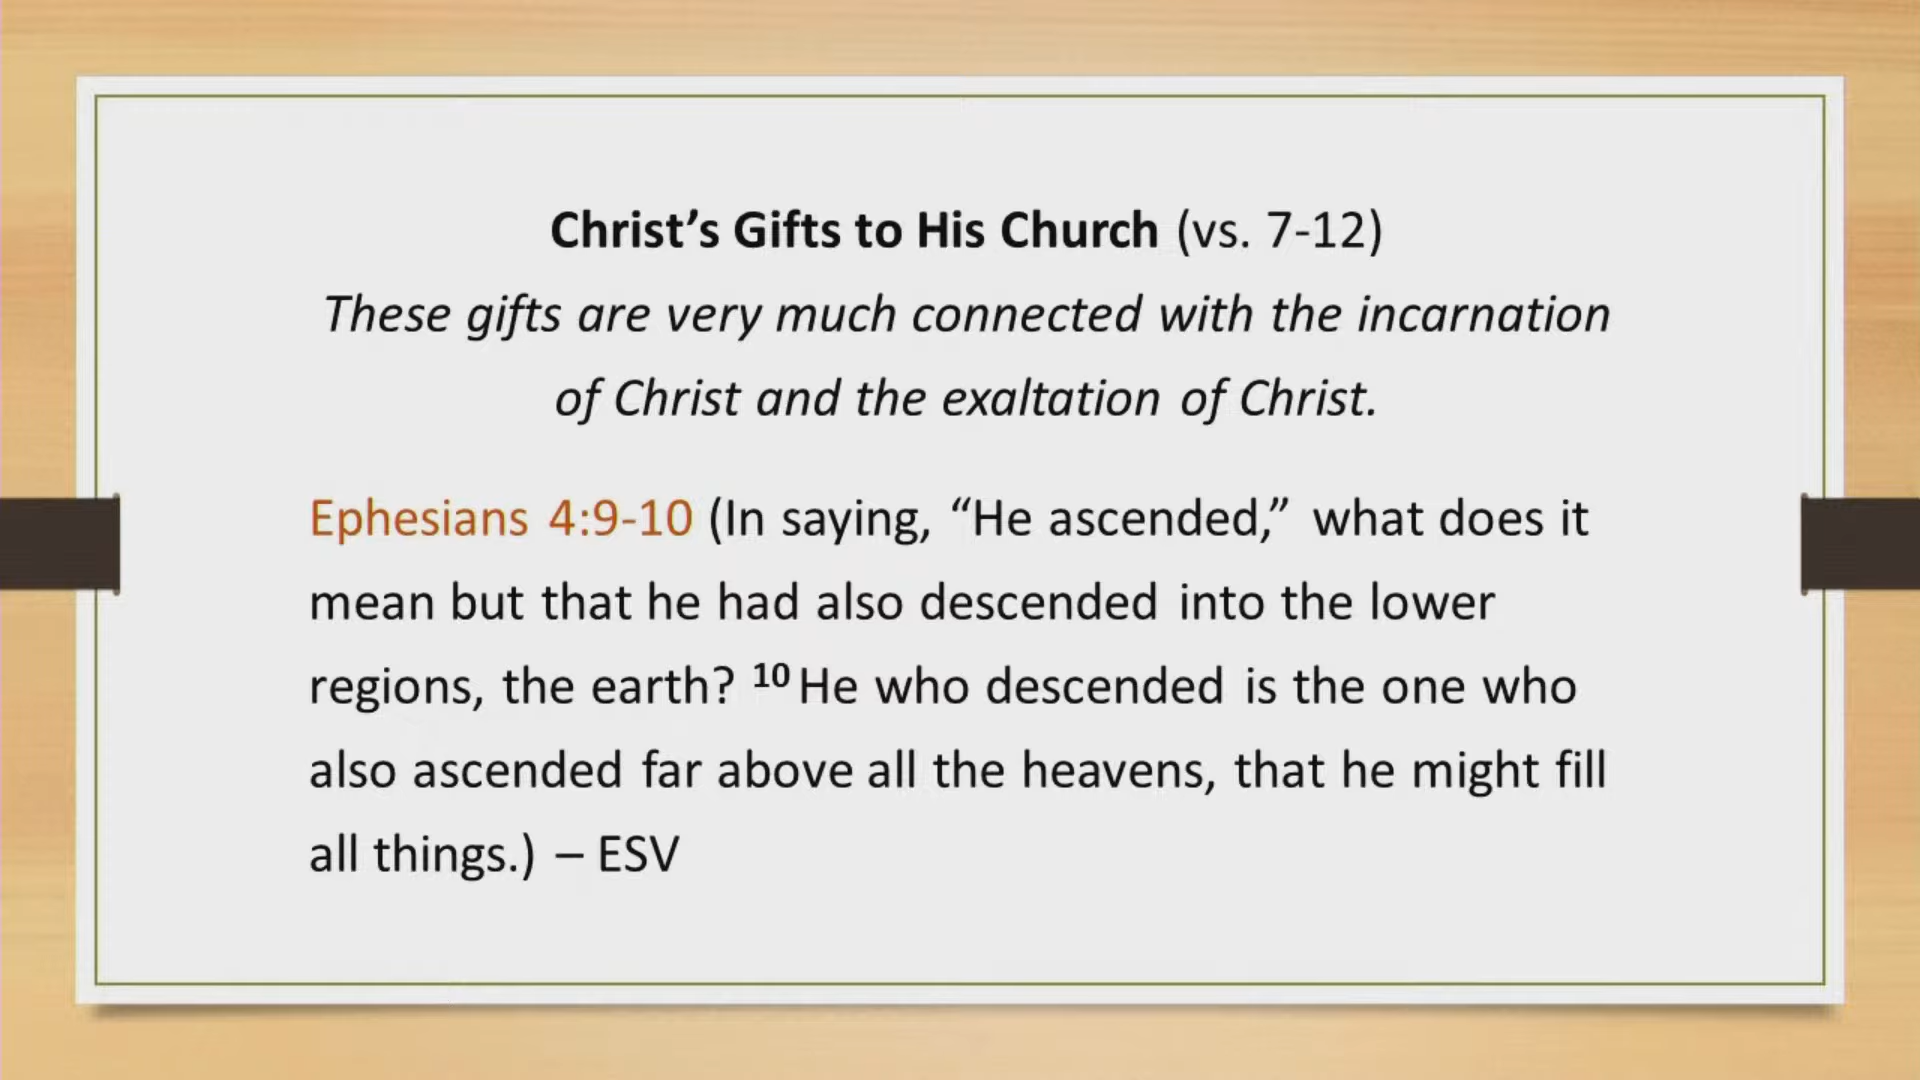 Christ’s Gifts to His Church (vs. 7-12)
These gifts are very much connected with the incarnation
of Christ and the exaltation of Christ.
Ephesians 4:9-10 (In saying, “He ascended,” what does it
mean but that he had also descended into the lower
regions, the earth? 10 He who descended is the one who
also ascended far above all the heavens, that he might fill
all things.) – ESV